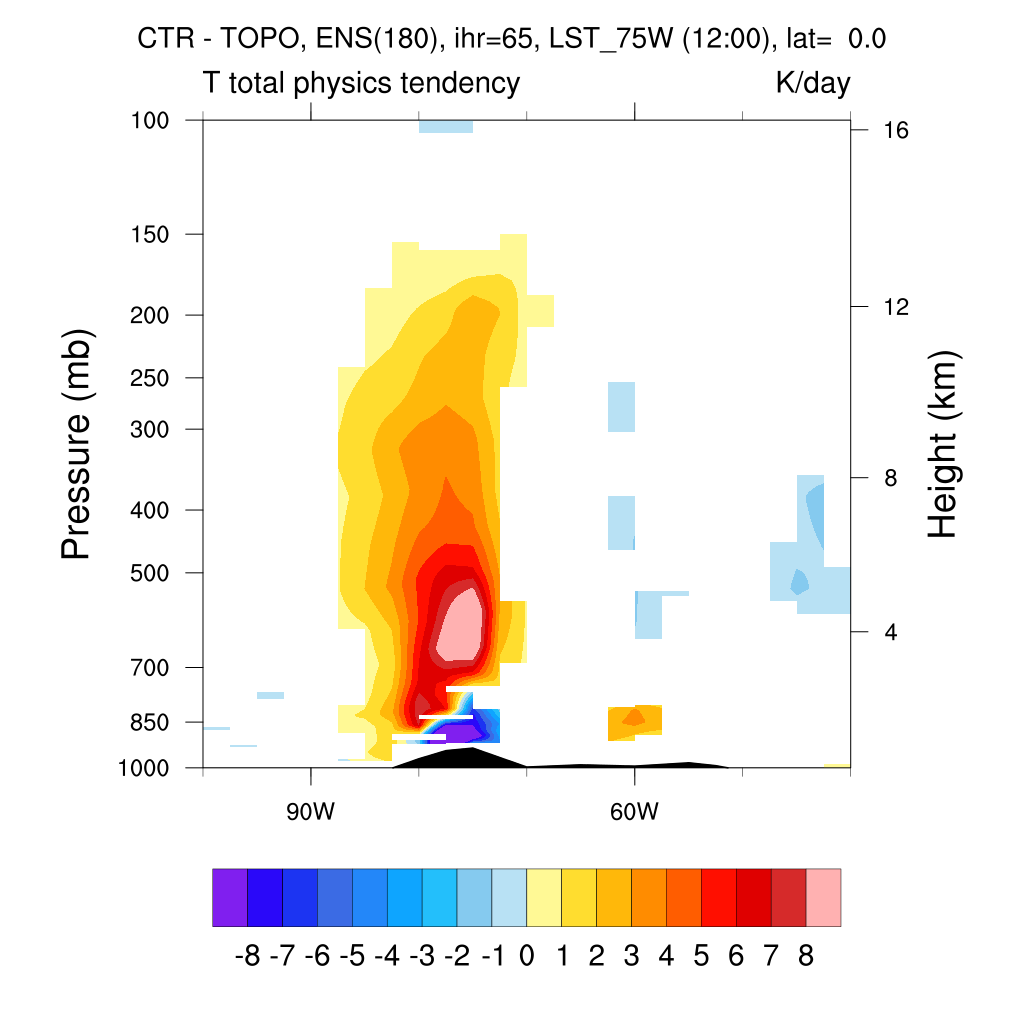 CTR - TOPO, ENS(180), ihr=65, LST_75W (12:00), lat=  0.0
T total physics tendency K/day
100
150
200
250
300
400
500
700
850
1000
Pressure (mb)
16
12
8
4
Height (km)
90W 60W
-8 -7 -6 -5 -4 -3 -2 -1 0 1 2 3 4 5 6 7 8